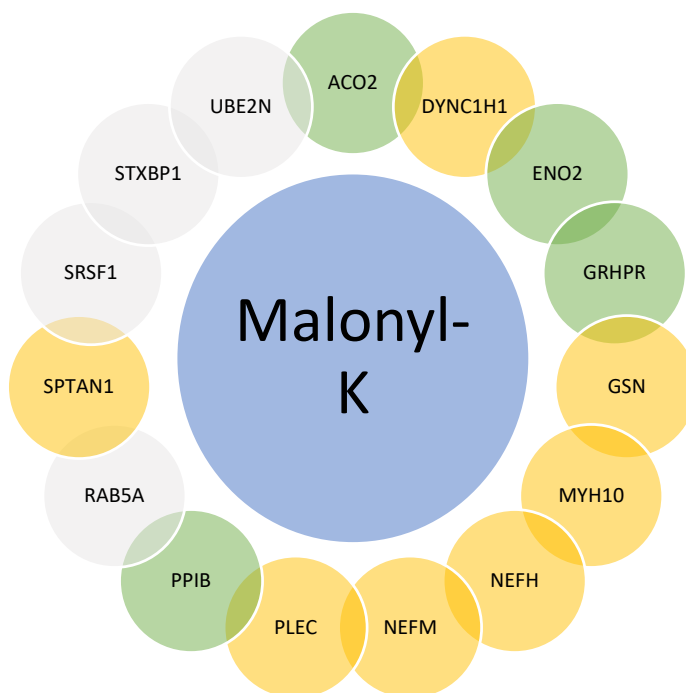 ACO2
DYNC1H1
ENO2
GRHPR
GSN
MYH10
NEFH
NEFM
PLEC
PPIB
RAB5A
SPTAN1
SRSF1
STXBP1
UBE2N
Malonyl-
K